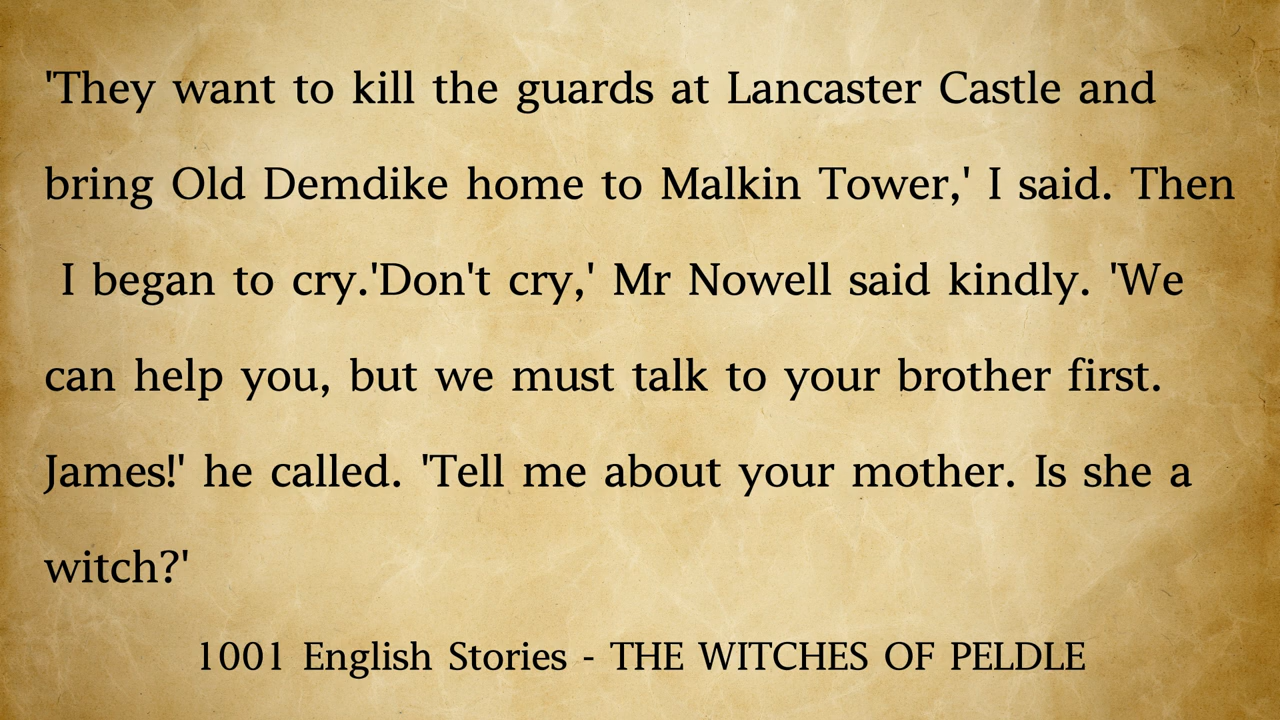 'They want to kill the guards at Lancaster Castle and
bring Old Demdike home to Malkin Tower,' I said. Then
I began to cry.'Don't cry,' Mr Nowell said kindly. 'We
can help you, but we must talk to your brother first.
James!' he called. 'Tell me about your mother. Is she a
witch?'
1001 English Stories - THE WITCHES OF PELDLE